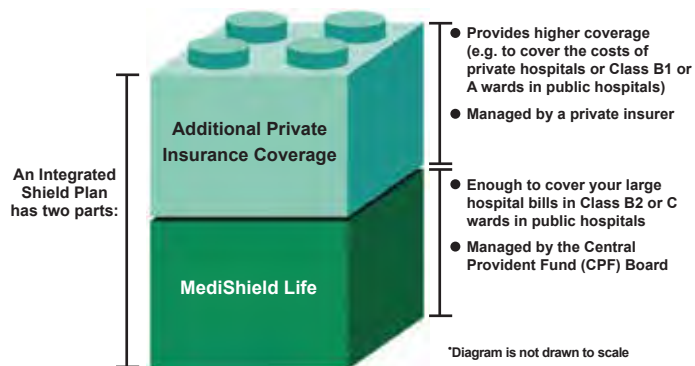 An Integrated
Shield Plan
has two parts:
Additional Private
Insurance Coverage
MediShield Life
● Provides higher coverage
(e.g. to cover the costs of
private hospitals or Class B1 or
A wards in public hospitals)
● Managed by a private insurer
● Enough to cover your large
hospital bills in Class B2 or C
wards in public hospitals
● Managed by the Central
Provident Fund (CPF) Board
*Diagram is not drawn to scale